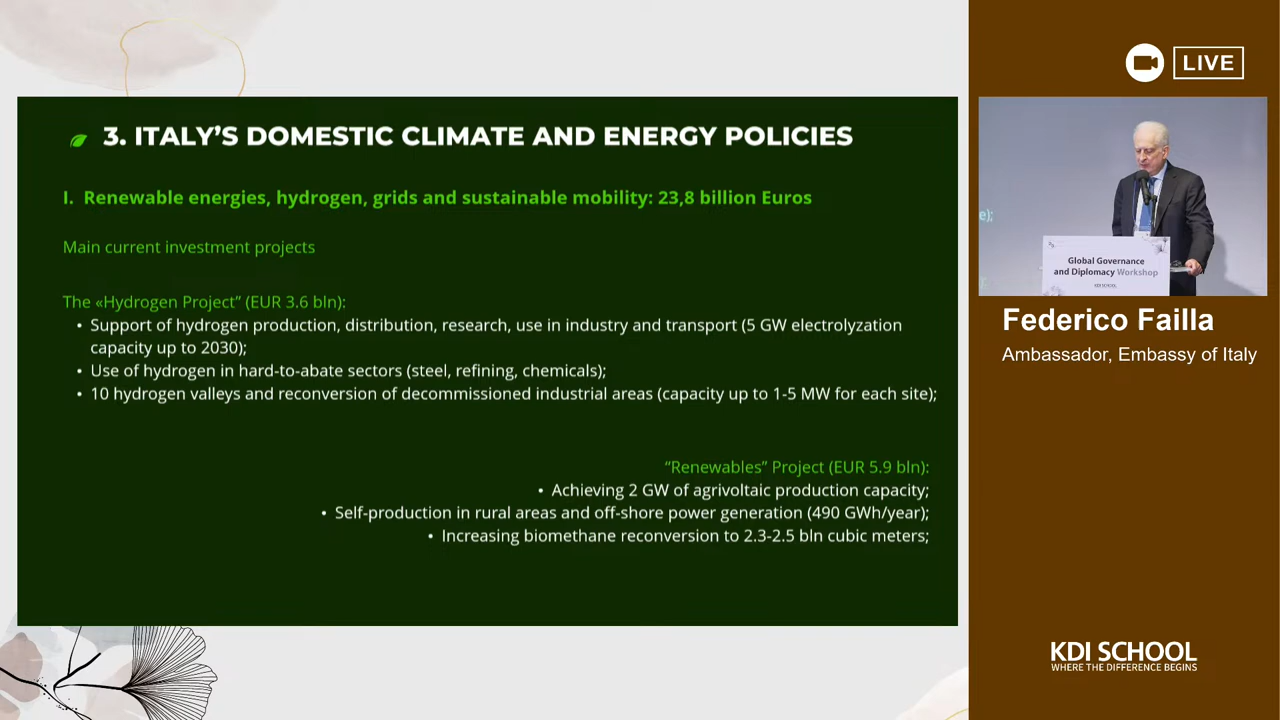 3. ITALY'S DOMESTIC CLIMATE AND ENERGY POLICIES
I. Renewable energies, hydrogen, grids and sustainable mobility: 23,8 billion Euros
Main current investment projects
The «Hydrogen Project” (EUR 3.6 bln):
• Support of hydrogen production, distribution, research, use in industry and transport (5 GW electrolyzation
capacity up to 2030);
• Use of hydrogen in hard-to-abate sectors (steel, refining, chemicals);
• 10 hydrogen valleys and reconversion of decommissioned industrial areas (capacity up to 1-5 MW for each site);
“Renewables” Project (EUR 5.9 bln):
• Achieving 2 GW of agrivoltaic production capacity;
• Self-production in rural areas and off-shore power generation (490 GWh/year);
• Increasing biomethane reconversion to 2.3-2.5 bln cubic meters;
LIVE
e);
Global Governance
and Diplomacy Workshop
KDI SCHOOL
Federico Failla
Ambassador, Embassy of Italy
KDI SCHOOL
WHERE THE DIFFERENCE BEGINS